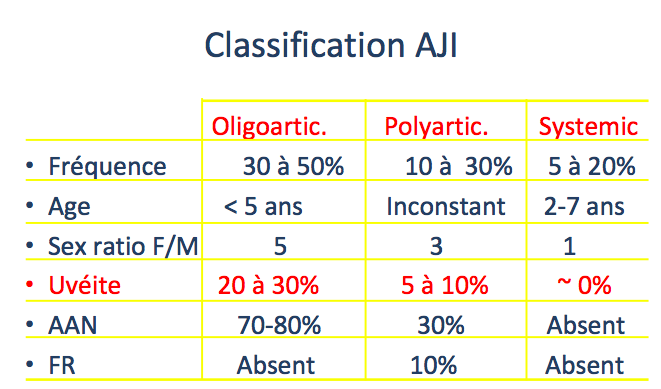 Classification AJI
Oligoartic. Polyartic. Systemic
• Fréquence 30 à 50% 10 à 30% 5 à 20%
• Age < 5 ans Inconstant 2-7 ans
• Sex ratio F/M 5 3 1
• Uvéite 20 à 30% 5 à 10% ~ 0%
• AAN 70-80% 30% Absent
• FR Absent 10% Absent